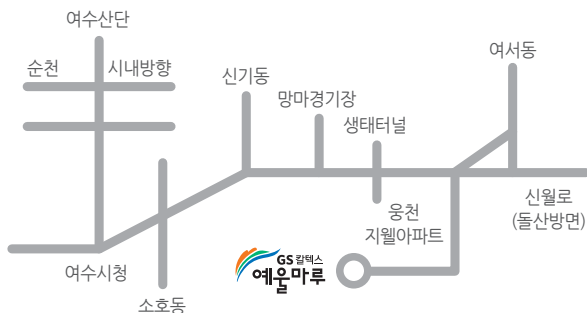 여수산단
순천
시내방향
신기동
망마경기장
생태터널
여서동
웅천
지웰아파트
신월로
(돌산방면)
여수시청
소호동
GS 칼텍스
예울마루